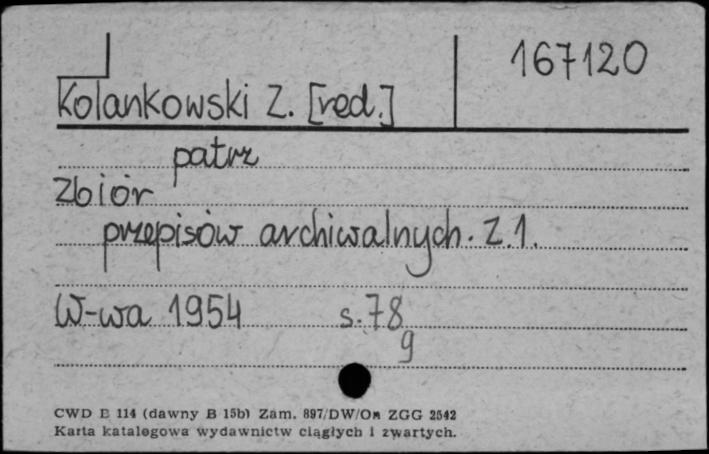 167120
Kolankowski Z. [red.]
patrz
Zbiór
przepisów archiwalnych. Z.1.
W-wa 1954 s.78
9
CWD E 114 (dawny B 15b) Zam. 897/DW/Om ZGG 2542
Karta katalogowa wydawnictw ciągłych i zwartych.